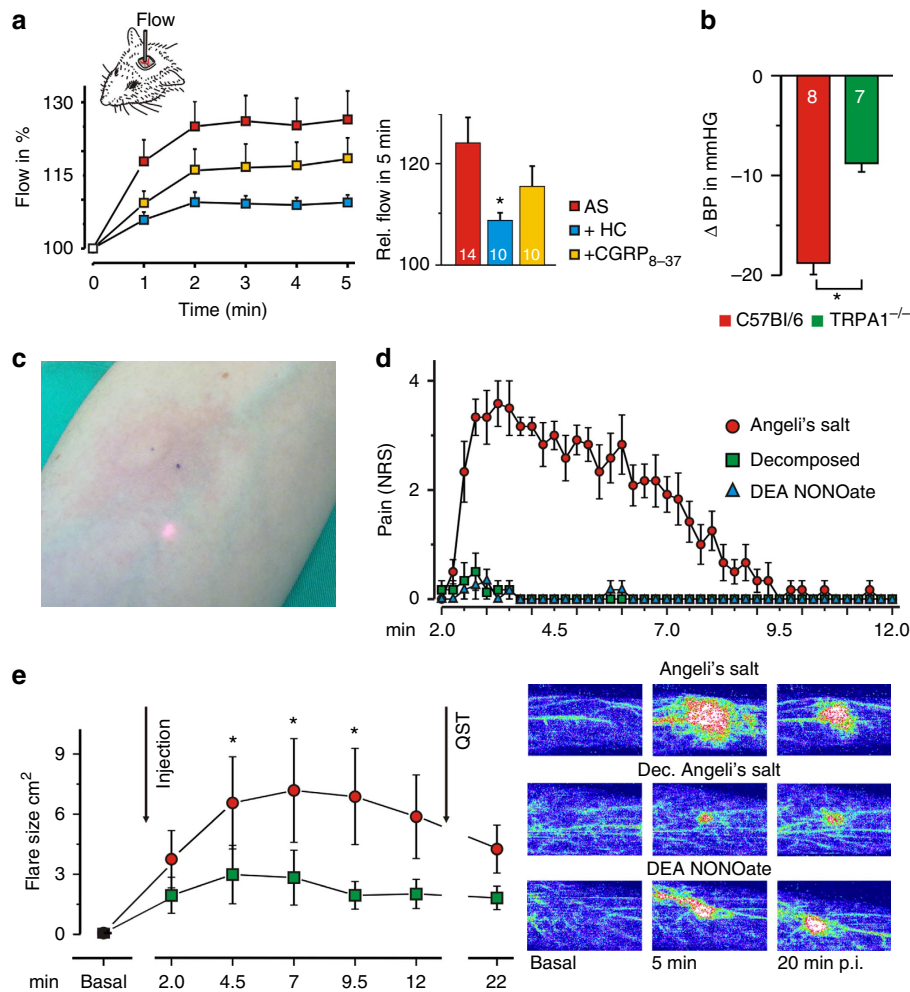 a
Flow
130
115
100
Flow in %
0 1 2 3 4 5
Time (min)
Rel. flow in 5 min
120
100
*
14 10 10
AS
+ HC
+CGRP8–37
b
0
−10
−20
Δ BP in mmHG
8 7
*
C57Bl/6 TRPA1−/−
c
d
4
2
0
Pain (NRS)
Angeli's salt
Decomposed
DEA NONOate
min 2.0 4.5 7.0 9.5 12.0
e
9
6
3
0
Flare size cm2
Injection
* * *
QST
min Basal 2.0 4.5 7 9.5 12 22
Angeli's salt
Dec. Angeli's salt
DEA NONOate
Basal 5 min 20 min p.i.